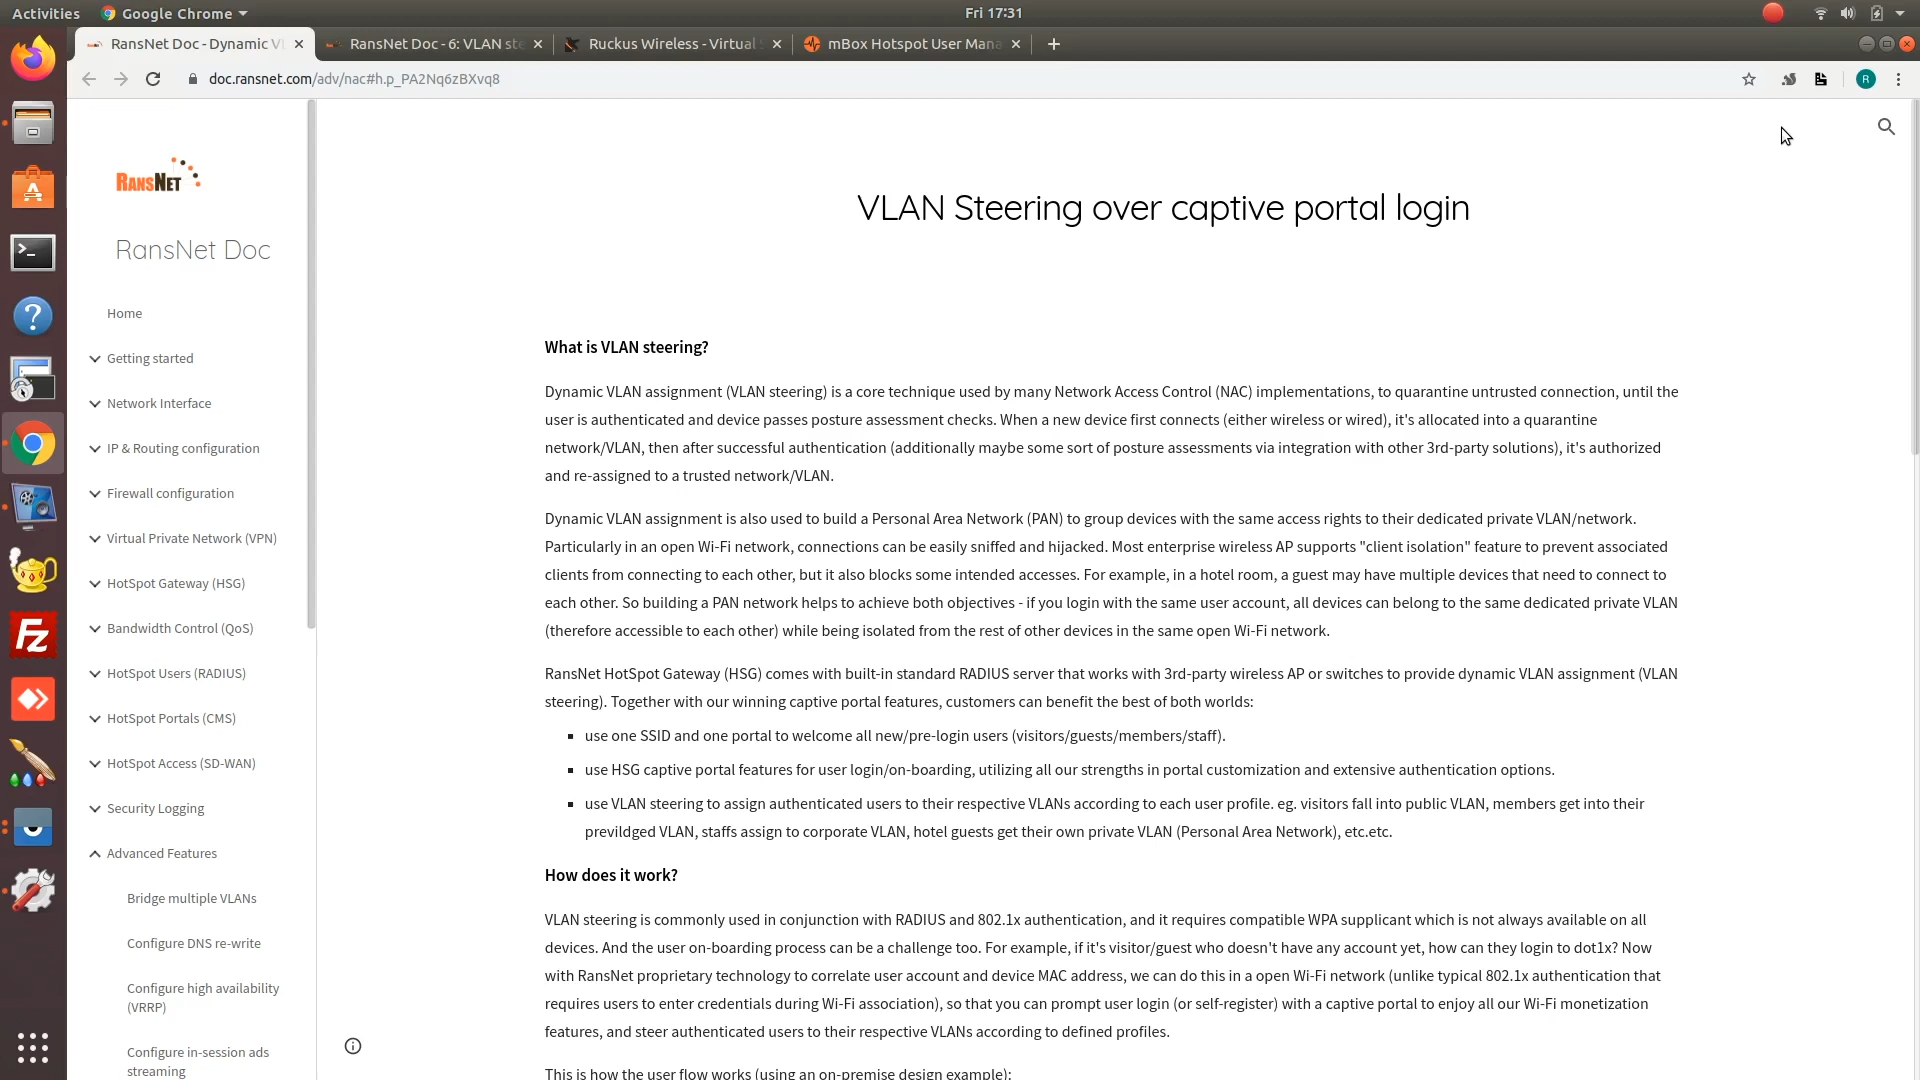 Activities
Google Chrome
Fri 17:31
RansNet Doc - Dynamic VL
RansNet Doc - 6: VLAN ste
Ruckus Wireless - Virtual S
mBox Hotspot User Mana
doc.ransnet.com/adv/nac#h.p_PA2Nq6zBXvq8
R
RANSNET
RansNet Doc
Home
Getting started
Network Interface
IP & Routing configuration
Firewall configuration
Virtual Private Network (VPN)
HotSpot Gateway (HSG)
Bandwidth Control (QoS)
HotSpot Users (RADIUS)
HotSpot Portals (CMS)
HotSpot Access (SD-WAN)
Security Logging
Advanced Features
Bridge multiple VLANs
Configure DNS re-write
Configure high availability
(VRRP)
Configure in-session ads
streaming
VLAN Steering over captive portal login
What is VLAN steering?
Dynamic VLAN assignment (VLAN steering) is a core technique used by many Network Access Control (NAC) implementations, to quarantine untrusted connection, until the
user is authenticated and device passes posture assessment checks. When a new device first connects (either wireless or wired), it's allocated into a quarantine
network/VLAN, then after successful authentication (additionally maybe some sort of posture assessments via integration with other 3rd-party solutions), it's authorized
and re-assigned to a trusted network/VLAN.
Dynamic VLAN assignment is also used to build a Personal Area Network (PAN) to group devices with the same access rights to their dedicated private VLAN/network.
Particularly in an open Wi-Fi network, connections can be easily sniffed and hijacked. Most enterprise wireless AP supports "client isolation" feature to prevent associated
clients from connecting to each other, but it also blocks some intended accesses. For example, in a hotel room, a guest may have multiple devices that need to connect to
each other. So building a PAN network helps to achieve both objectives - if you login with the same user account, all devices can belong to the same dedicated private VLAN
(therefore accessible to each other) while being isolated from the rest of other devices in the same open Wi-Fi network.
RansNet HotSpot Gateway (HSG) comes with built-in standard RADIUS server that works with 3rd-party wireless AP or switches to provide dynamic VLAN assignment (VLAN
steering). Together with our winning captive portal features, customers can benefit the best of both worlds:
▪ use one SSID and one portal to welcome all new/pre-login users (visitors/guests/members/staff).
▪ use HSG captive portal features for user login/on-boarding, utilizing all our strengths in portal customization and extensive authentication options.
▪ use VLAN steering to assign authenticated users to their respective VLANs according to each user profile. eg. visitors fall into public VLAN, members get into their
previldged VLAN, staffs assign to corporate VLAN, hotel guests get their own private VLAN (Personal Area Network), etc.etc.
How does it work?
VLAN steering is commonly used in conjunction with RADIUS and 802.1x authentication, and it requires compatible WPA supplicant which is not always available on all
devices. And the user on-boarding process can be a challenge too. For example, if it's visitor/guest who doesn't have any account yet, how can they login to dot1x? Now
with RansNet proprietary technology to correlate user account and device MAC address, we can do this in a open Wi-Fi network (unlike typical 802.1x authentication that
requires users to enter credentials during Wi-Fi association), so that you can prompt user login (or self-register) with a captive portal to enjoy all our Wi-Fi monetization
features, and steer authenticated users to their respective VLANs according to defined profiles.
This is how the user flow works (using an on-premise design example):